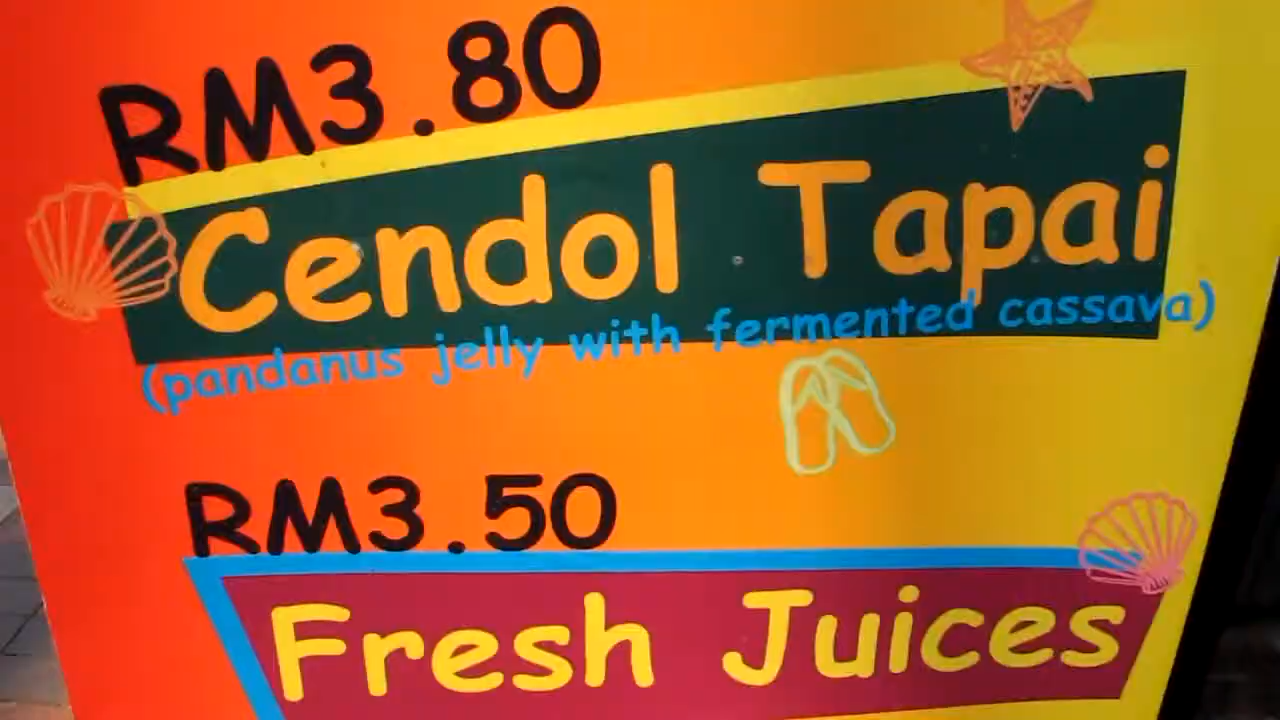 RM3.80
Cendol Tapai
(pandanus jelly with fermented cassava)
RM3.50
Fresh Juices